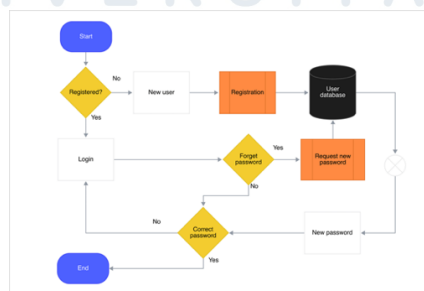 Start
Registered?
No
New user
Registration
User
database
Yes
Login
Forget
password
Yes
Request new
password
No
No
Correct
password
New password
Yes
End